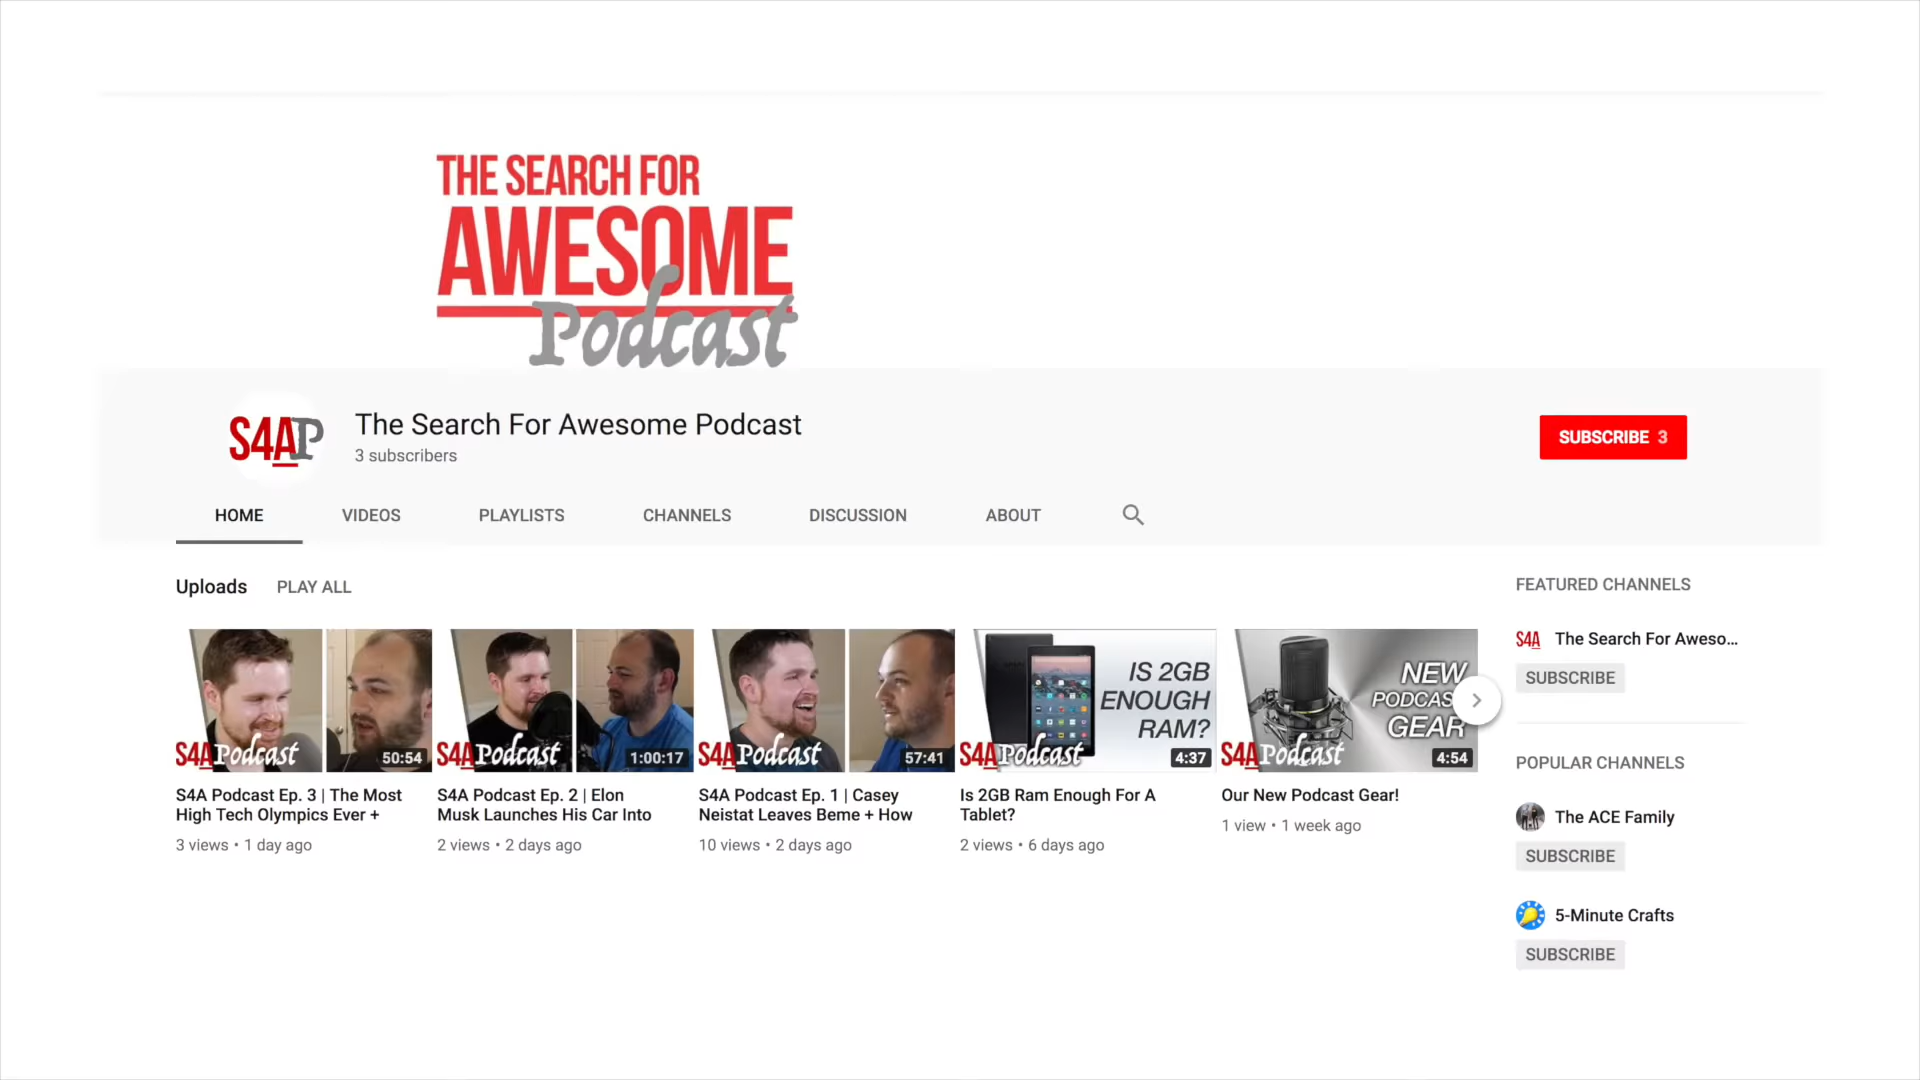 THE SEARCH FOR
AWESOME
Podcast
S4AP
The Search For Awesome Podcast
3 subscribers
SUBSCRIBE 3
HOME VIDEOS PLAYLISTS CHANNELS DISCUSSION ABOUT
Uploads PLAY ALL
S4A Podcast 50:54
S4A Podcast Ep. 3 | The Most
High Tech Olympics Ever +
3 views • 1 day ago
S4A Podcast 1:00:17
S4A Podcast Ep. 2 | Elon
Musk Launches His Car Into
2 views • 2 days ago
S4A Podcast 57:41
S4A Podcast Ep. 1 | Casey
Neistat Leaves Beme + How
10 views • 2 days ago
IS 2GB
ENOUGH
RAM?
S4A Podcast 4:37
Is 2GB Ram Enough For A
Tablet?
2 views • 6 days ago
NEW
PODCAS
GEAR
S4A Podcast 4:54
Our New Podcast Gear!
1 view • 1 week ago
FEATURED CHANNELS
S4A The Search For Aweso...
SUBSCRIBE
POPULAR CHANNELS
The ACE Family
SUBSCRIBE
5-Minute Crafts
SUBSCRIBE